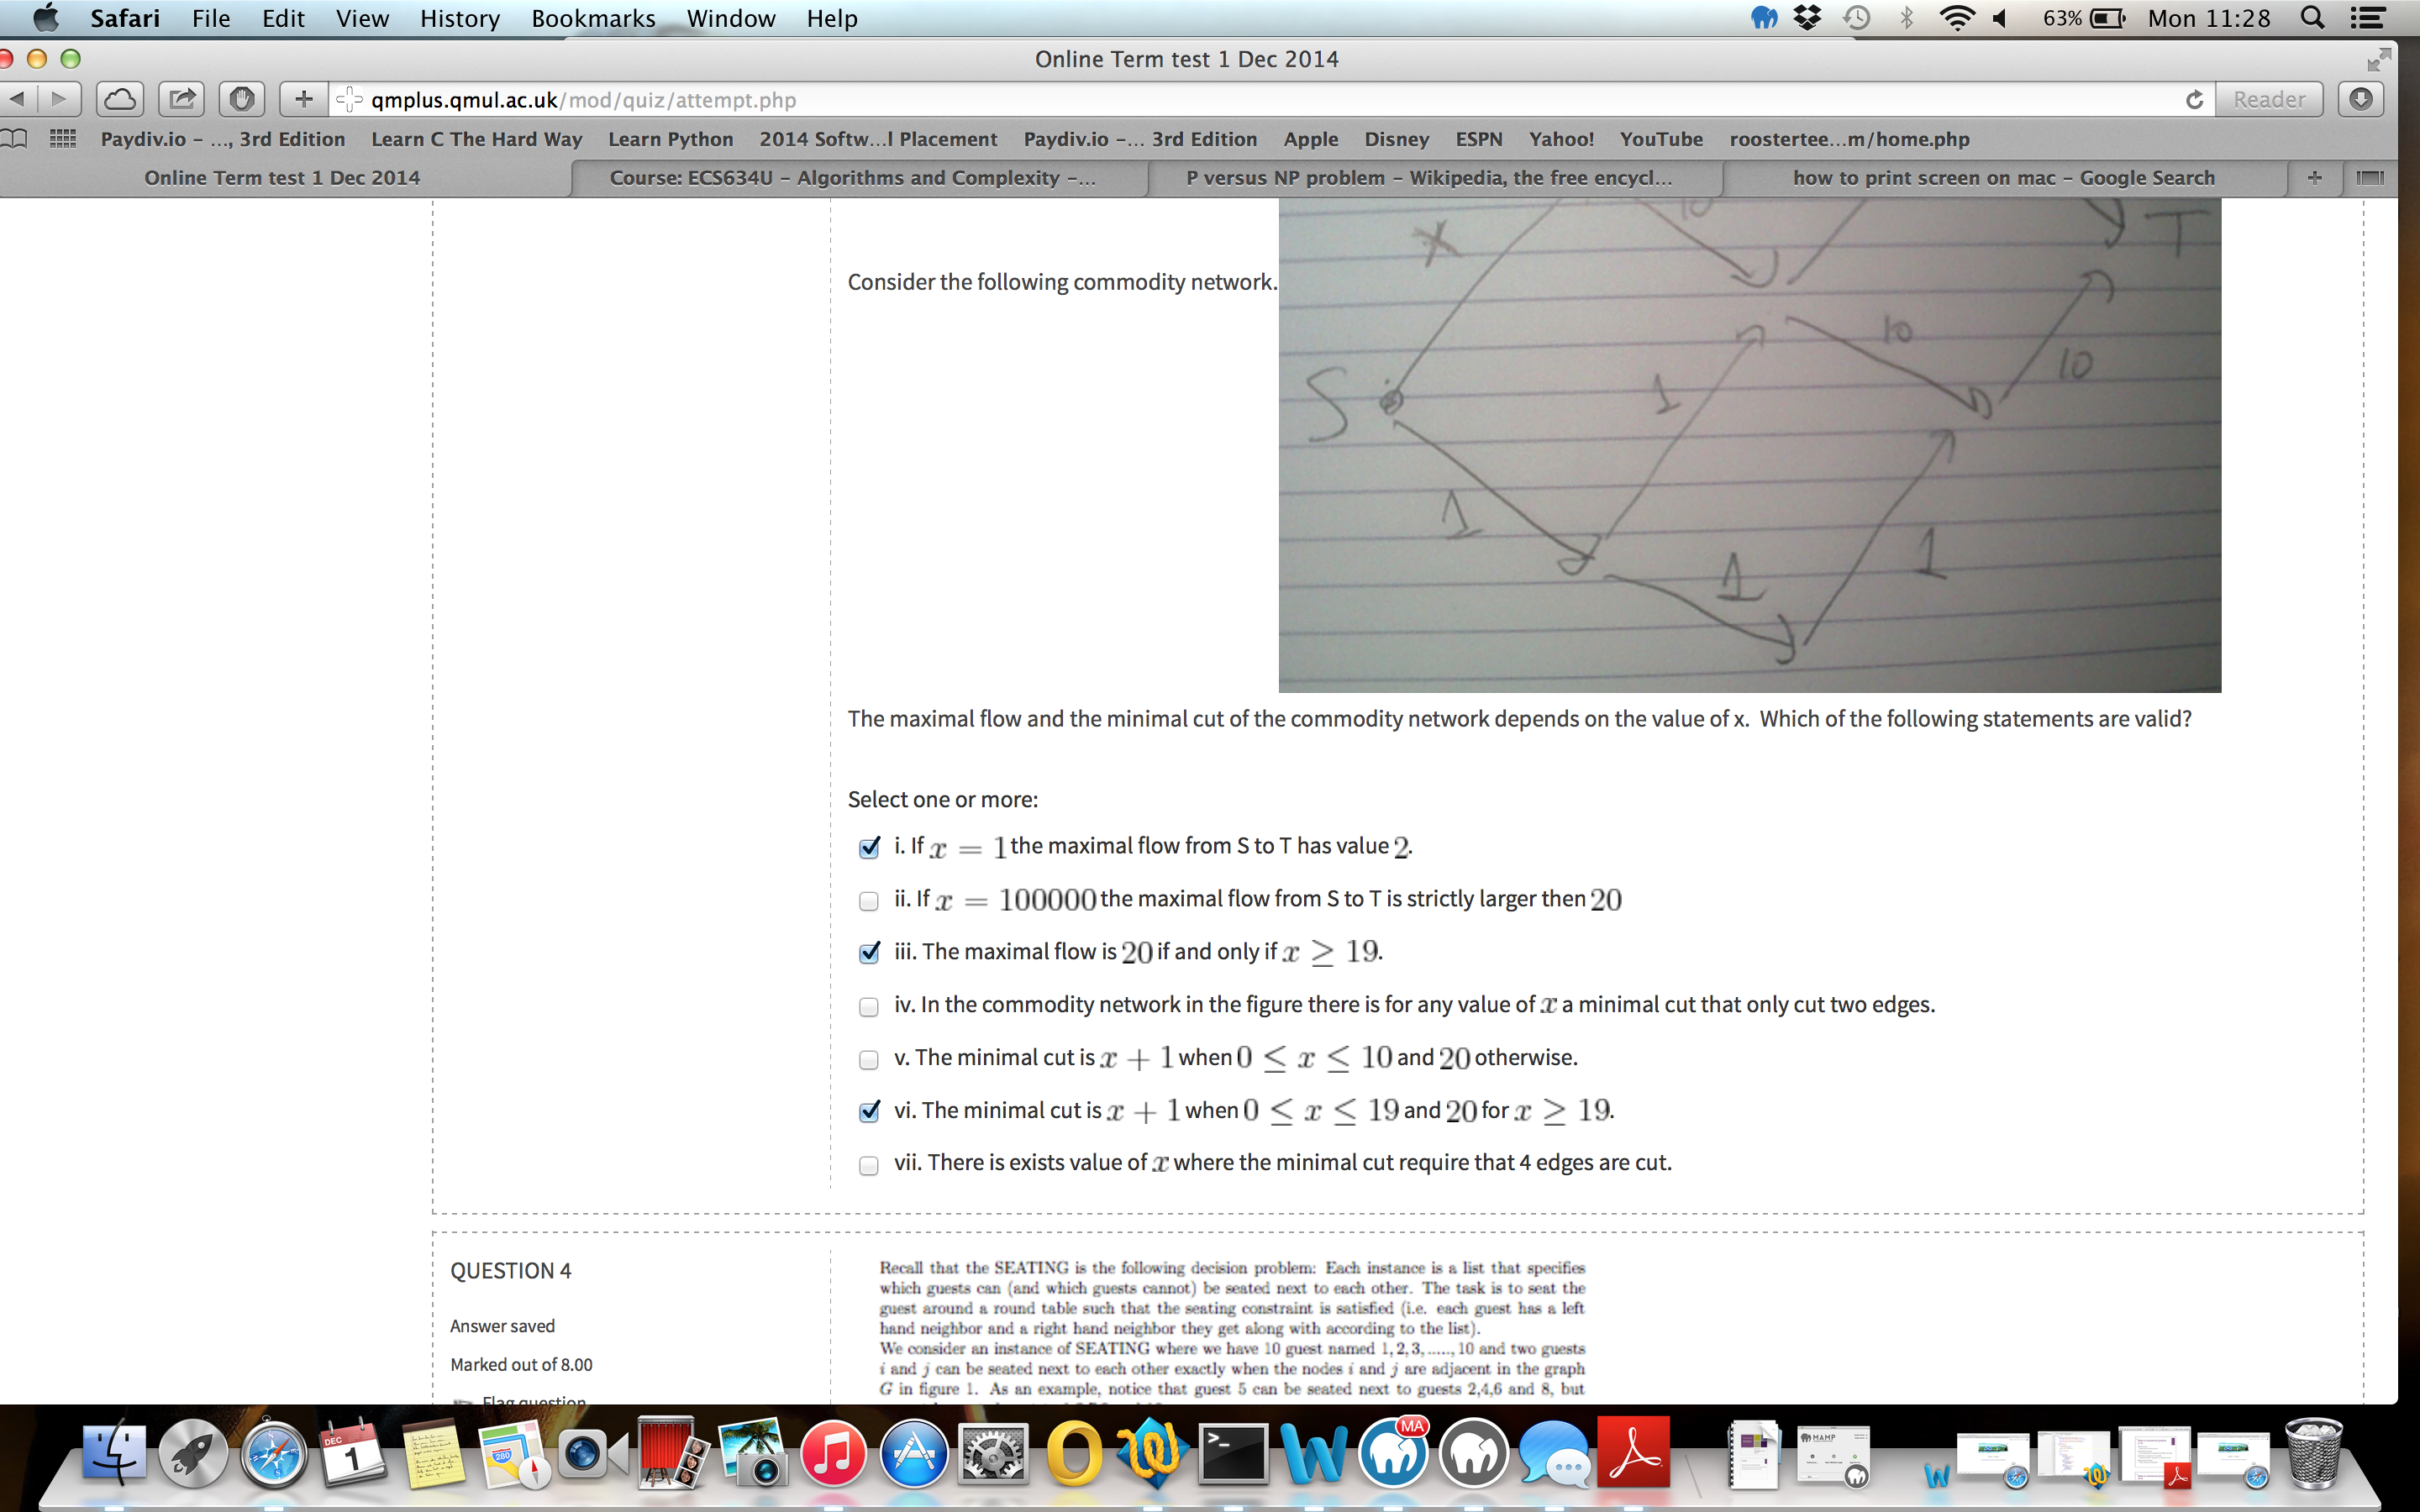 Safari File Edit View History Bookmarks Window Help 63% Mon 11:28
Online Term test 1 Dec 2014
qmplus.qmul.ac.uk/mod/quiz/attempt.php Reader
Paydiv.io – ..., 3rd Edition Learn C The Hard Way Learn Python 2014 Softw...l Placement Paydiv.io –... 3rd Edition Apple Disney ESPN Yahoo! YouTube roostertee...m/home.php
Online Term test 1 Dec 2014 Course: ECS634U – Algorithms and Complexity –... P versus NP problem – Wikipedia, the free encycl... how to print screen on mac – Google Search
10
X T
Consider the following commodity network.
10
10
S 1
1
1 1
The maximal flow and the minimal cut of the commodity network depends on the value of x. Which of the following statements are valid?
Select one or more:
i. If x = 1 the maximal flow from S to T has value 2.
ii. If x = 100000 the maximal flow from S to T is strictly larger then 20
iii. The maximal flow is 20 if and only if x ≥ 19.
iv. In the commodity network in the figure there is for any value of x a minimal cut that only cut two edges.
v. The minimal cut is x + 1 when 0 ≤ x ≤ 10 and 20 otherwise.
vi. The minimal cut is x + 1 when 0 ≤ x ≤ 19 and 20 for x ≥ 19.
vii. There is exists value of x where the minimal cut require that 4 edges are cut.
QUESTION 4
Answer saved
Marked out of 8.00
Flag question
Recall that the SEATING is the following decision problem: Each instance is a list that specifies
which guests can (and which guests cannot) be seated next to each other. The task is to seat the
guest around a round table such that the seating constraint is satisfied (i.e. each guest has a left
hand neighbor and a right hand neighbor they get along with according to the list).
We consider an instance of SEATING where we have 10 guest named 1, 2, 3, ....., 10 and two guests
i and j can be seated next to each other exactly when the nodes i and j are adjacent in the graph
G in figure 1. As an example, notice that guest 5 can be seated next to guests 2,4,6 and 8, but
DEC
1
280
MA
MAMP